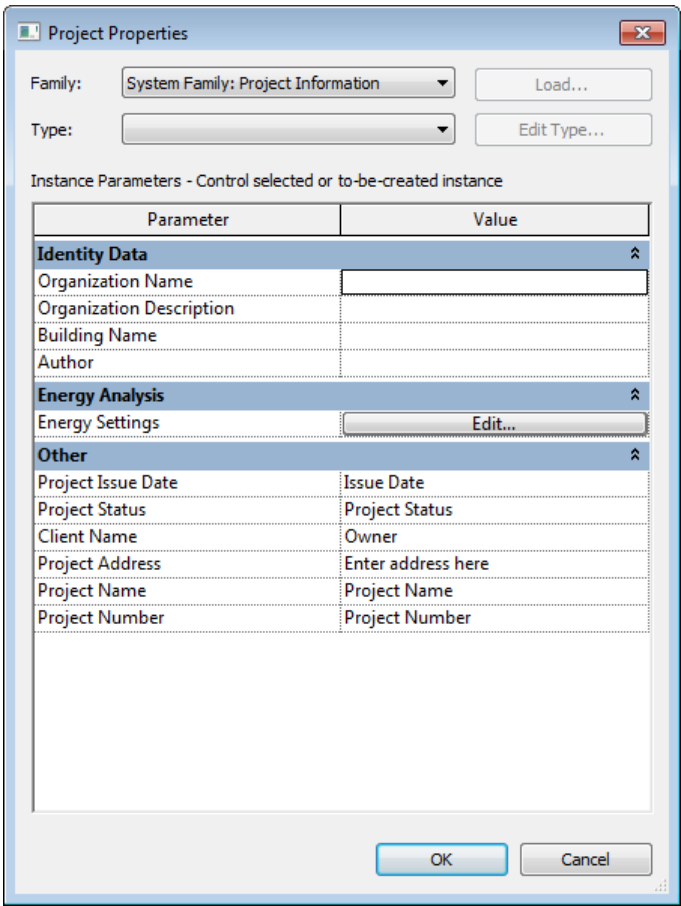 Project Properties
Family: System Family: Project Information Load...
Type: Edit Type...
Instance Parameters - Control selected or to-be-created instance
Parameter Value
Identity Data
Organization Name
Organization Description
Building Name
Author
Energy Analysis
Energy Settings Edit...
Other
Project Issue Date Issue Date
Project Status Project Status
Client Name Owner
Project Address Enter address here
Project Name Project Name
Project Number Project Number
OK Cancel